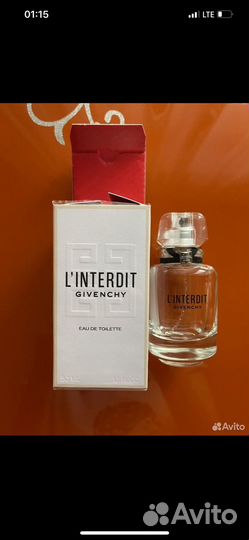 01:15
LTE
L'INTERDIT
GIVENCHY
EAU DE TOILETTE
L'INTERDIT
GIVENCHY
Avito
Avito